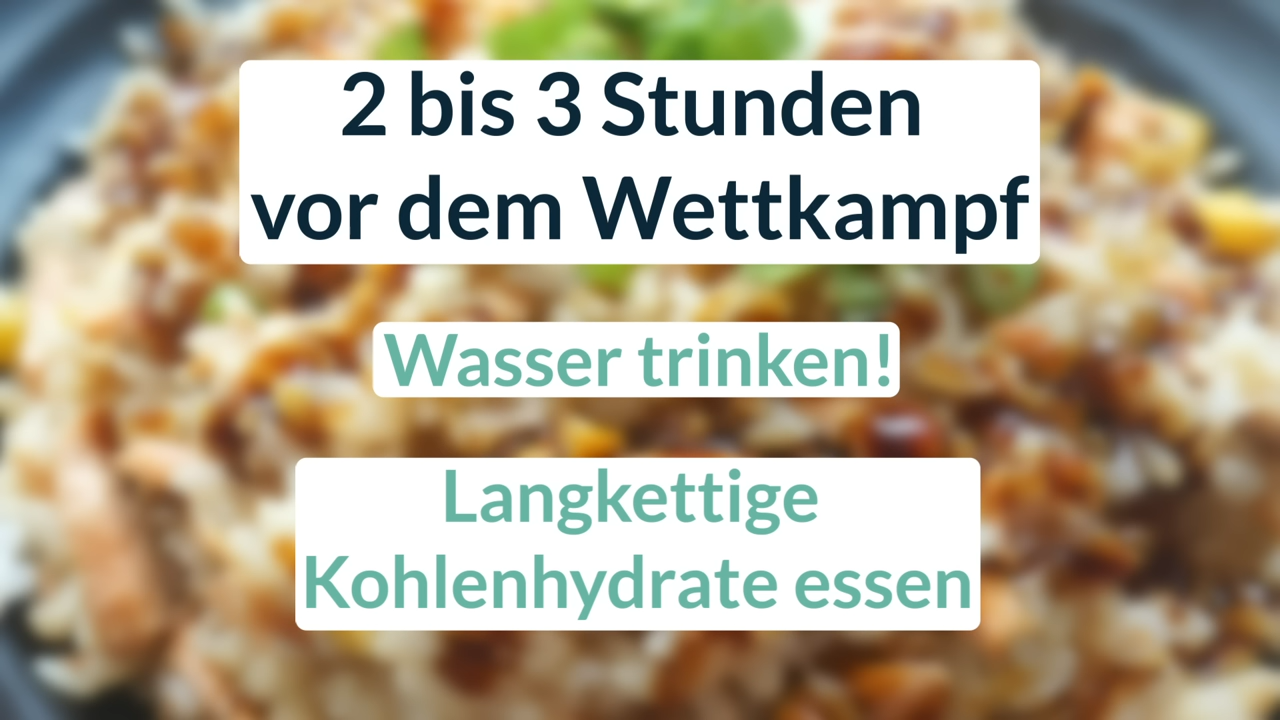 2 bis 3 Stunden
vor dem Wettkampf
Wasser trinken!
Langkettige
Kohlenhydrate essen